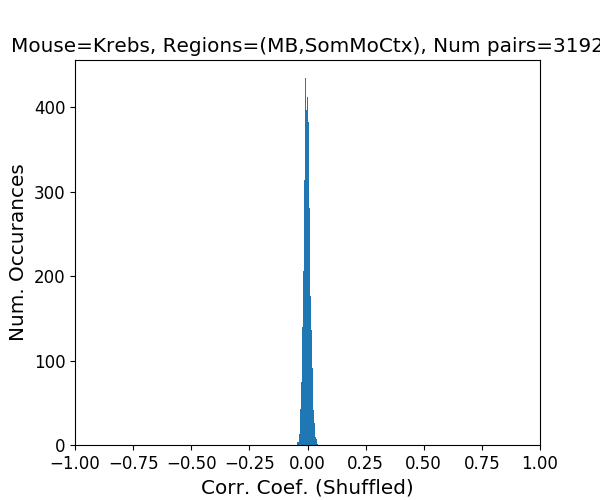 Mouse=Krebs, Regions=(MB,SomMoCtx), Num pairs=3192
400
300
200
100
0
Num. Occurances
−1.00 −0.75 −0.50 −0.25 0.00 0.25 0.50 0.75 1.00
Corr. Coef. (Shuffled)